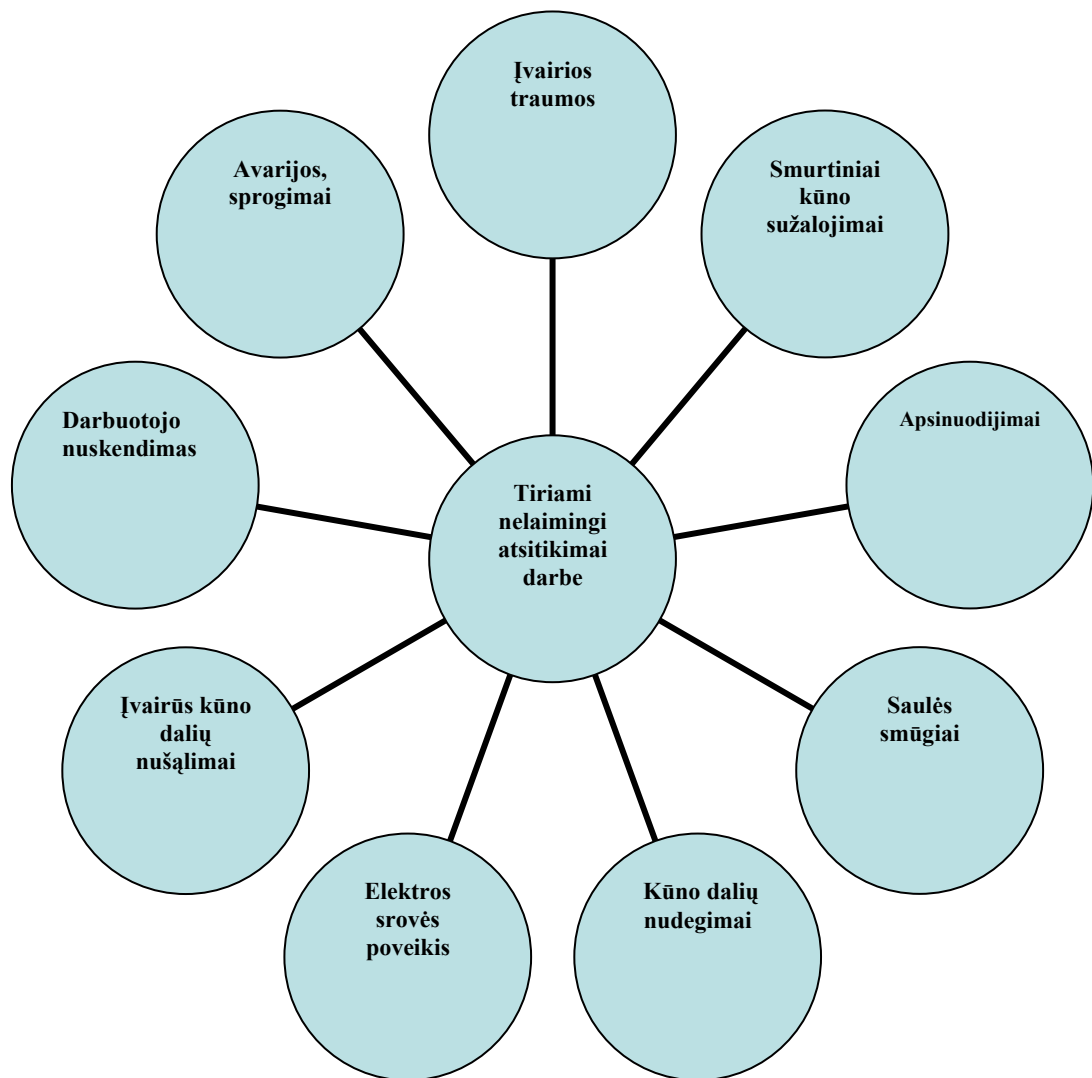 Įvairios
traumos
Smurtiniai
kūno
sužalojimai
Apsinuodijimai
Saulės
smūgiai
Kūno dalių
nudegimai
Elektros
srovės
poveikis
Įvairūs kūno
dalių
nušąlimai
Darbuotojo
nuskendimas
Avarijos,
sprogimai
Tiriami
nelaimingi
atsitikimai
darbe